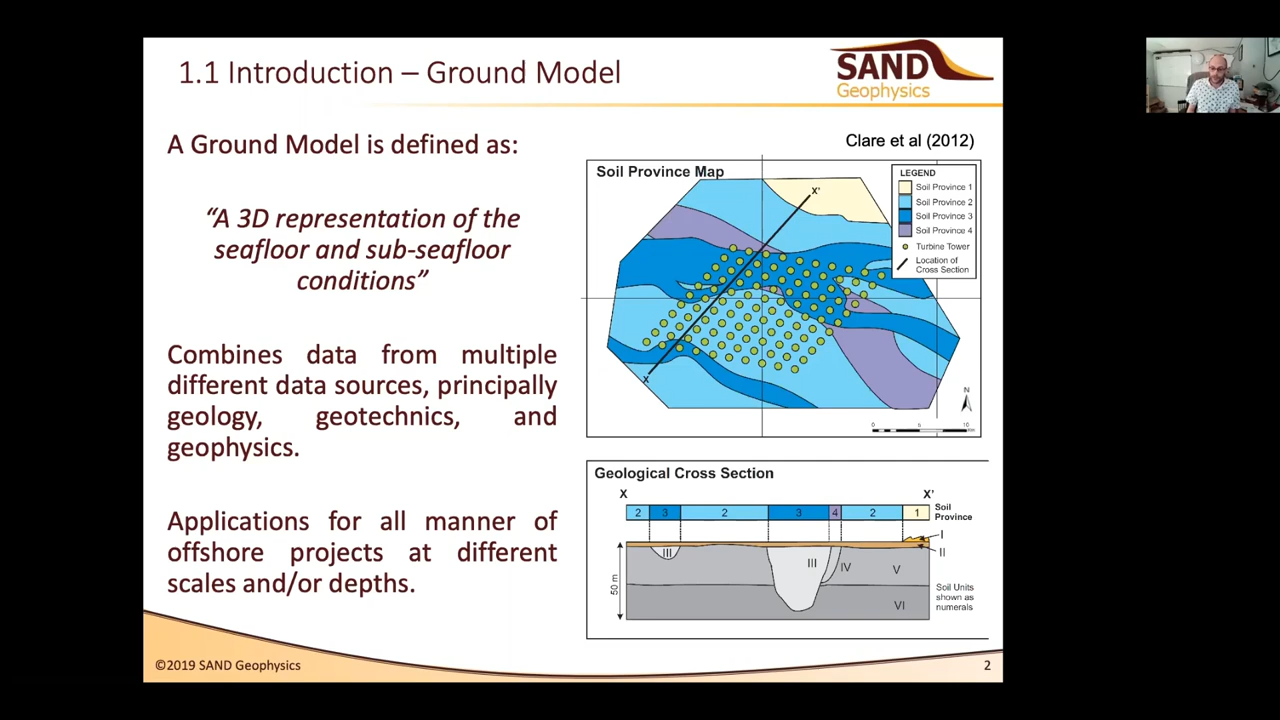 1.1 Introduction – Ground Model
SAND
Geophysics
A Ground Model is defined as:
“A 3D representation of the
seafloor and sub-seafloor
conditions”
Combines data from multiple
different data sources, principally
geology, geotechnics, and
geophysics.
Applications for all manner of
offshore projects at different
scales and/or depths.
Clare et al (2012)
Soil Province Map
X'
X
LEGEND
Soil Province 1
Soil Province 2
Soil Province 3
Soil Province 4
Turbine Tower
Location of
Cross Section
N
0 10
Geological Cross Section
X X'
2 3 2 3 4 2 1
Soil
Province
I
II
III III IV V
VI
50 m
Soil Units
shown as
numerals
©2019 SAND Geophysics
2